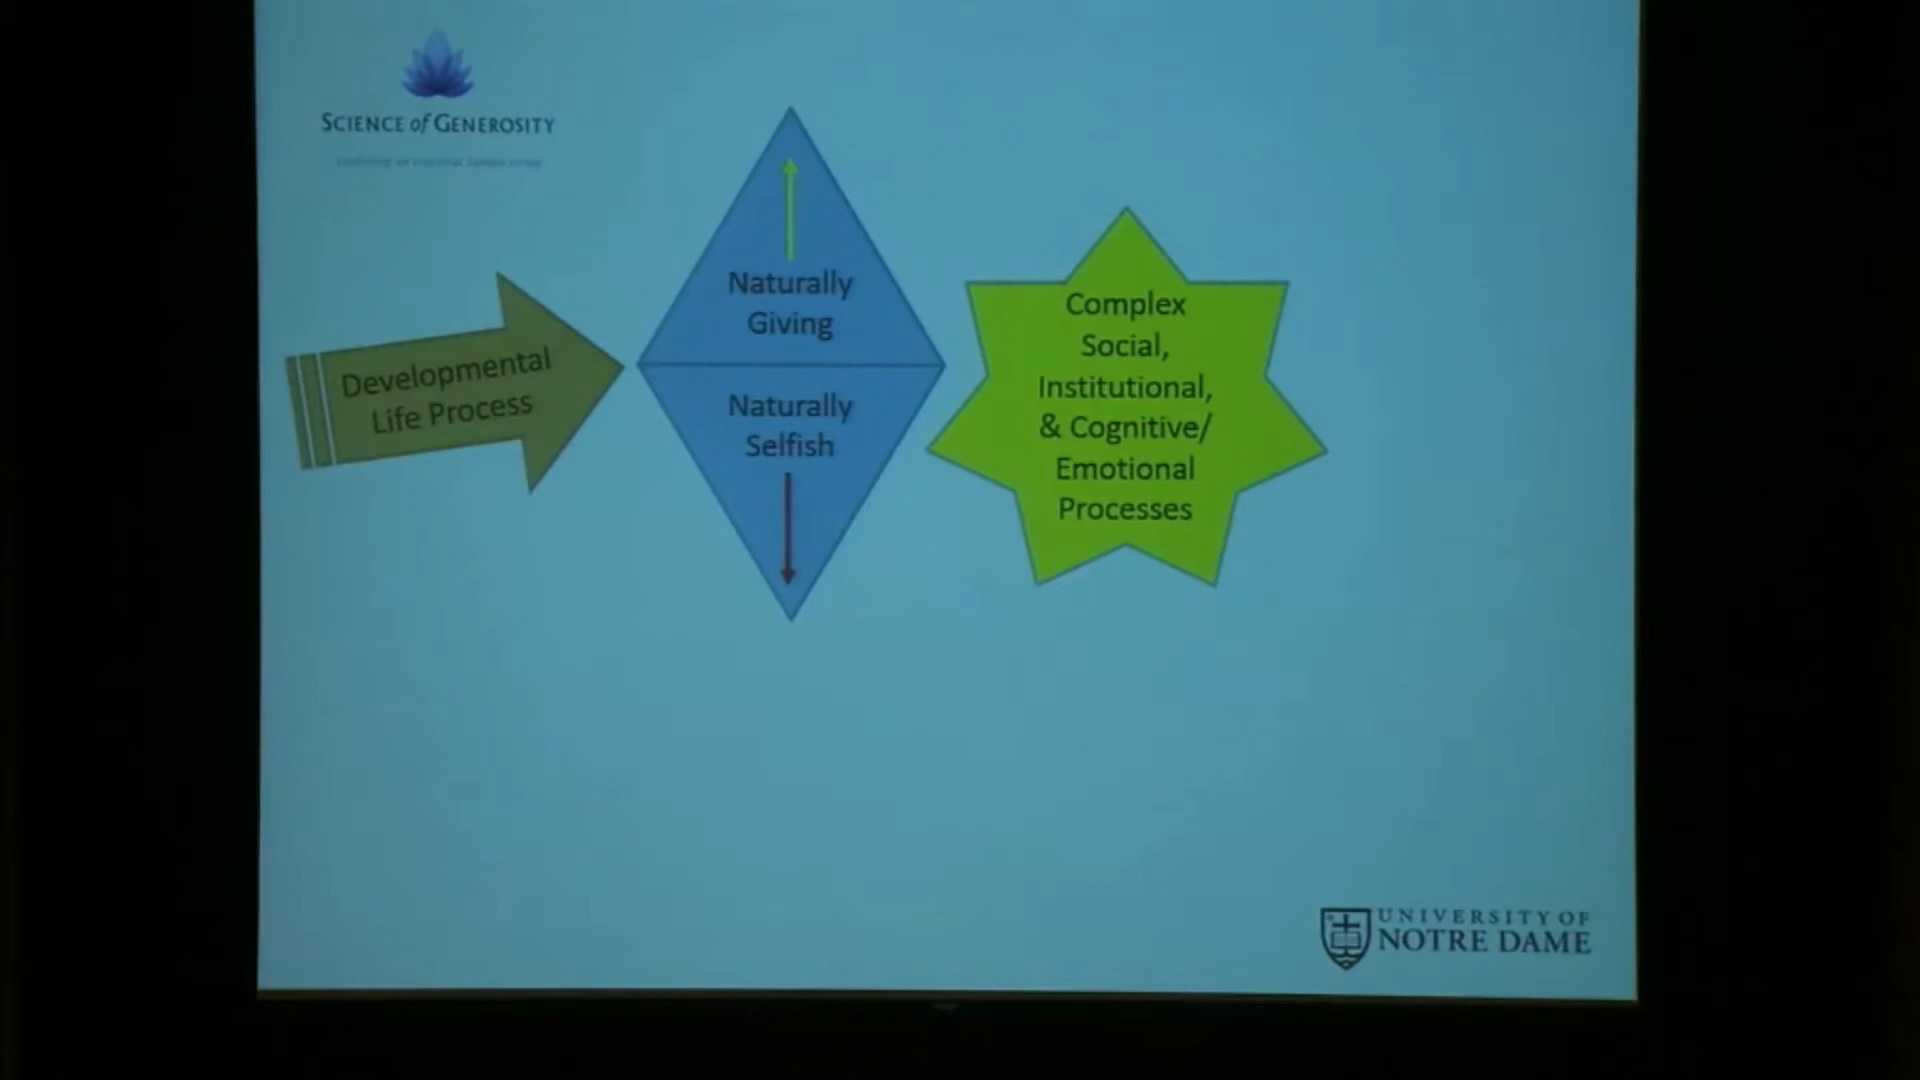 SCIENCE of GENEROSITY
Developmental
Life Process
Naturally
Giving
Naturally
Selfish
Complex
Social,
Institutional,
& Cognitive/
Emotional
Processes
UNIVERSITY OF
NOTRE DAME